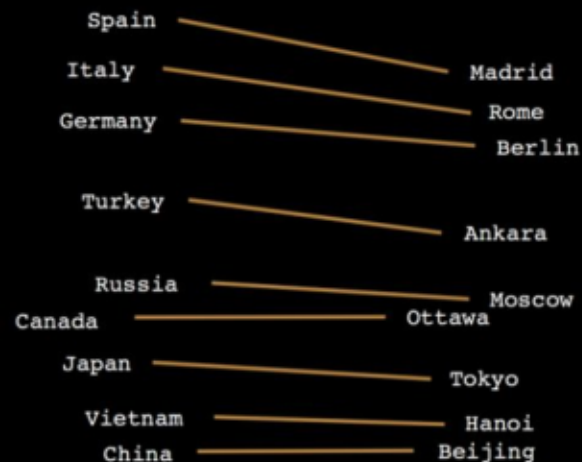 Spain Madrid
Italy Rome
Germany Berlin
Turkey Ankara
Russia Moscow
Canada Ottawa
Japan Tokyo
Vietnam Hanoi
China Beijing